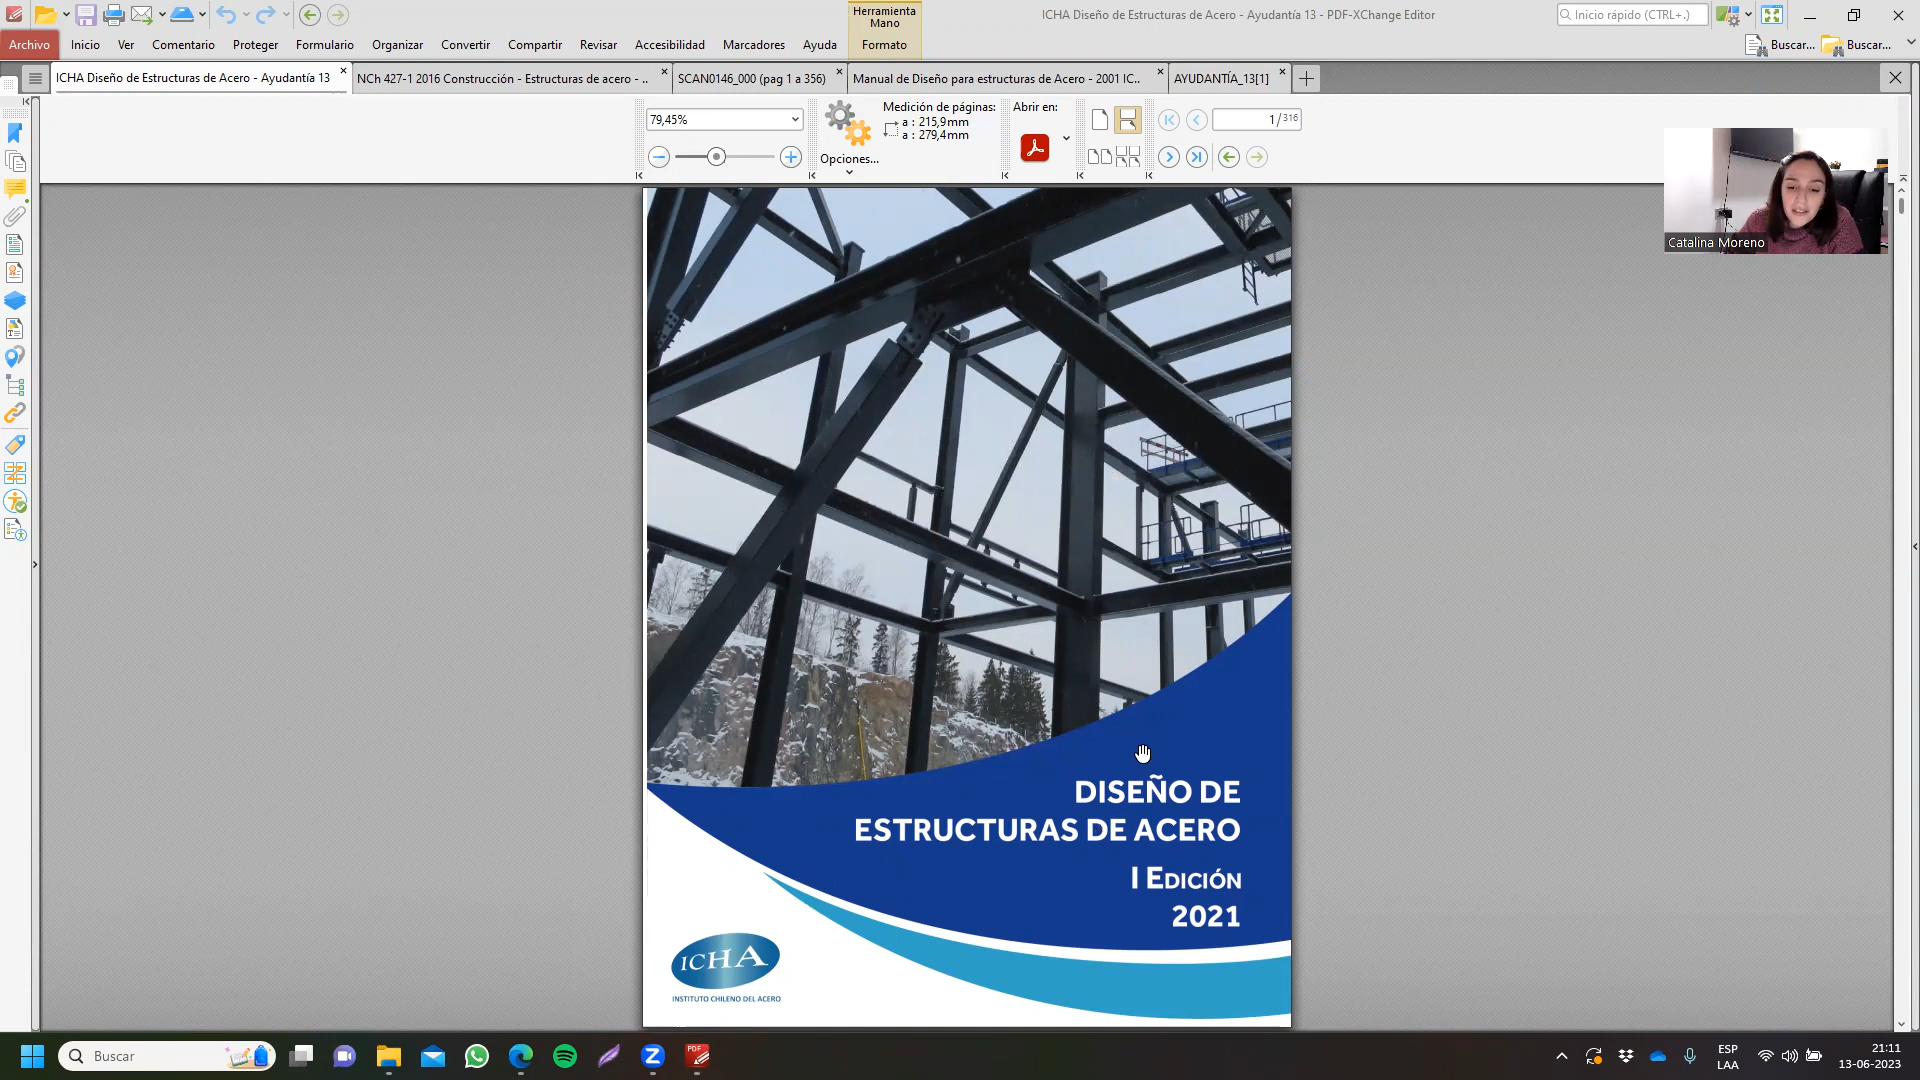 Herramienta
Mano
Formato
ICHA Diseño de Estructuras de Acero - Ayudantía 13 - PDF-XChange Editor
Inicio rápido (CTRL+.)
Archivo
Inicio
Ver
Comentario
Proteger
Formulario
Organizar
Convertir
Compartir
Revisar
Accesibilidad
Marcadores
Ayuda
Buscar...
Buscar...
ICHA Diseño de Estructuras de Acero - Ayudantía 13
NCh 427-1 2016 Construcción - Estructuras de acero - ..
SCAN0146_000 (pag 1 a 356)
Manual de Diseño para estructuras de Acero - 2001 IC..
AYUDANTÍA_13[1]
79,45%
Opciones...
Medición de páginas:
a : 215,9mm
a : 279,4mm
Abrir en:
1 / 316
Catalina Moreno
DISEÑO DE
ESTRUCTURAS DE ACERO
I EDICIÓN
2021
ICHA
INSTITUTO CHILENO DEL ACERO
Buscar
PDF
ESP
LAA
21:11
13-06-2023